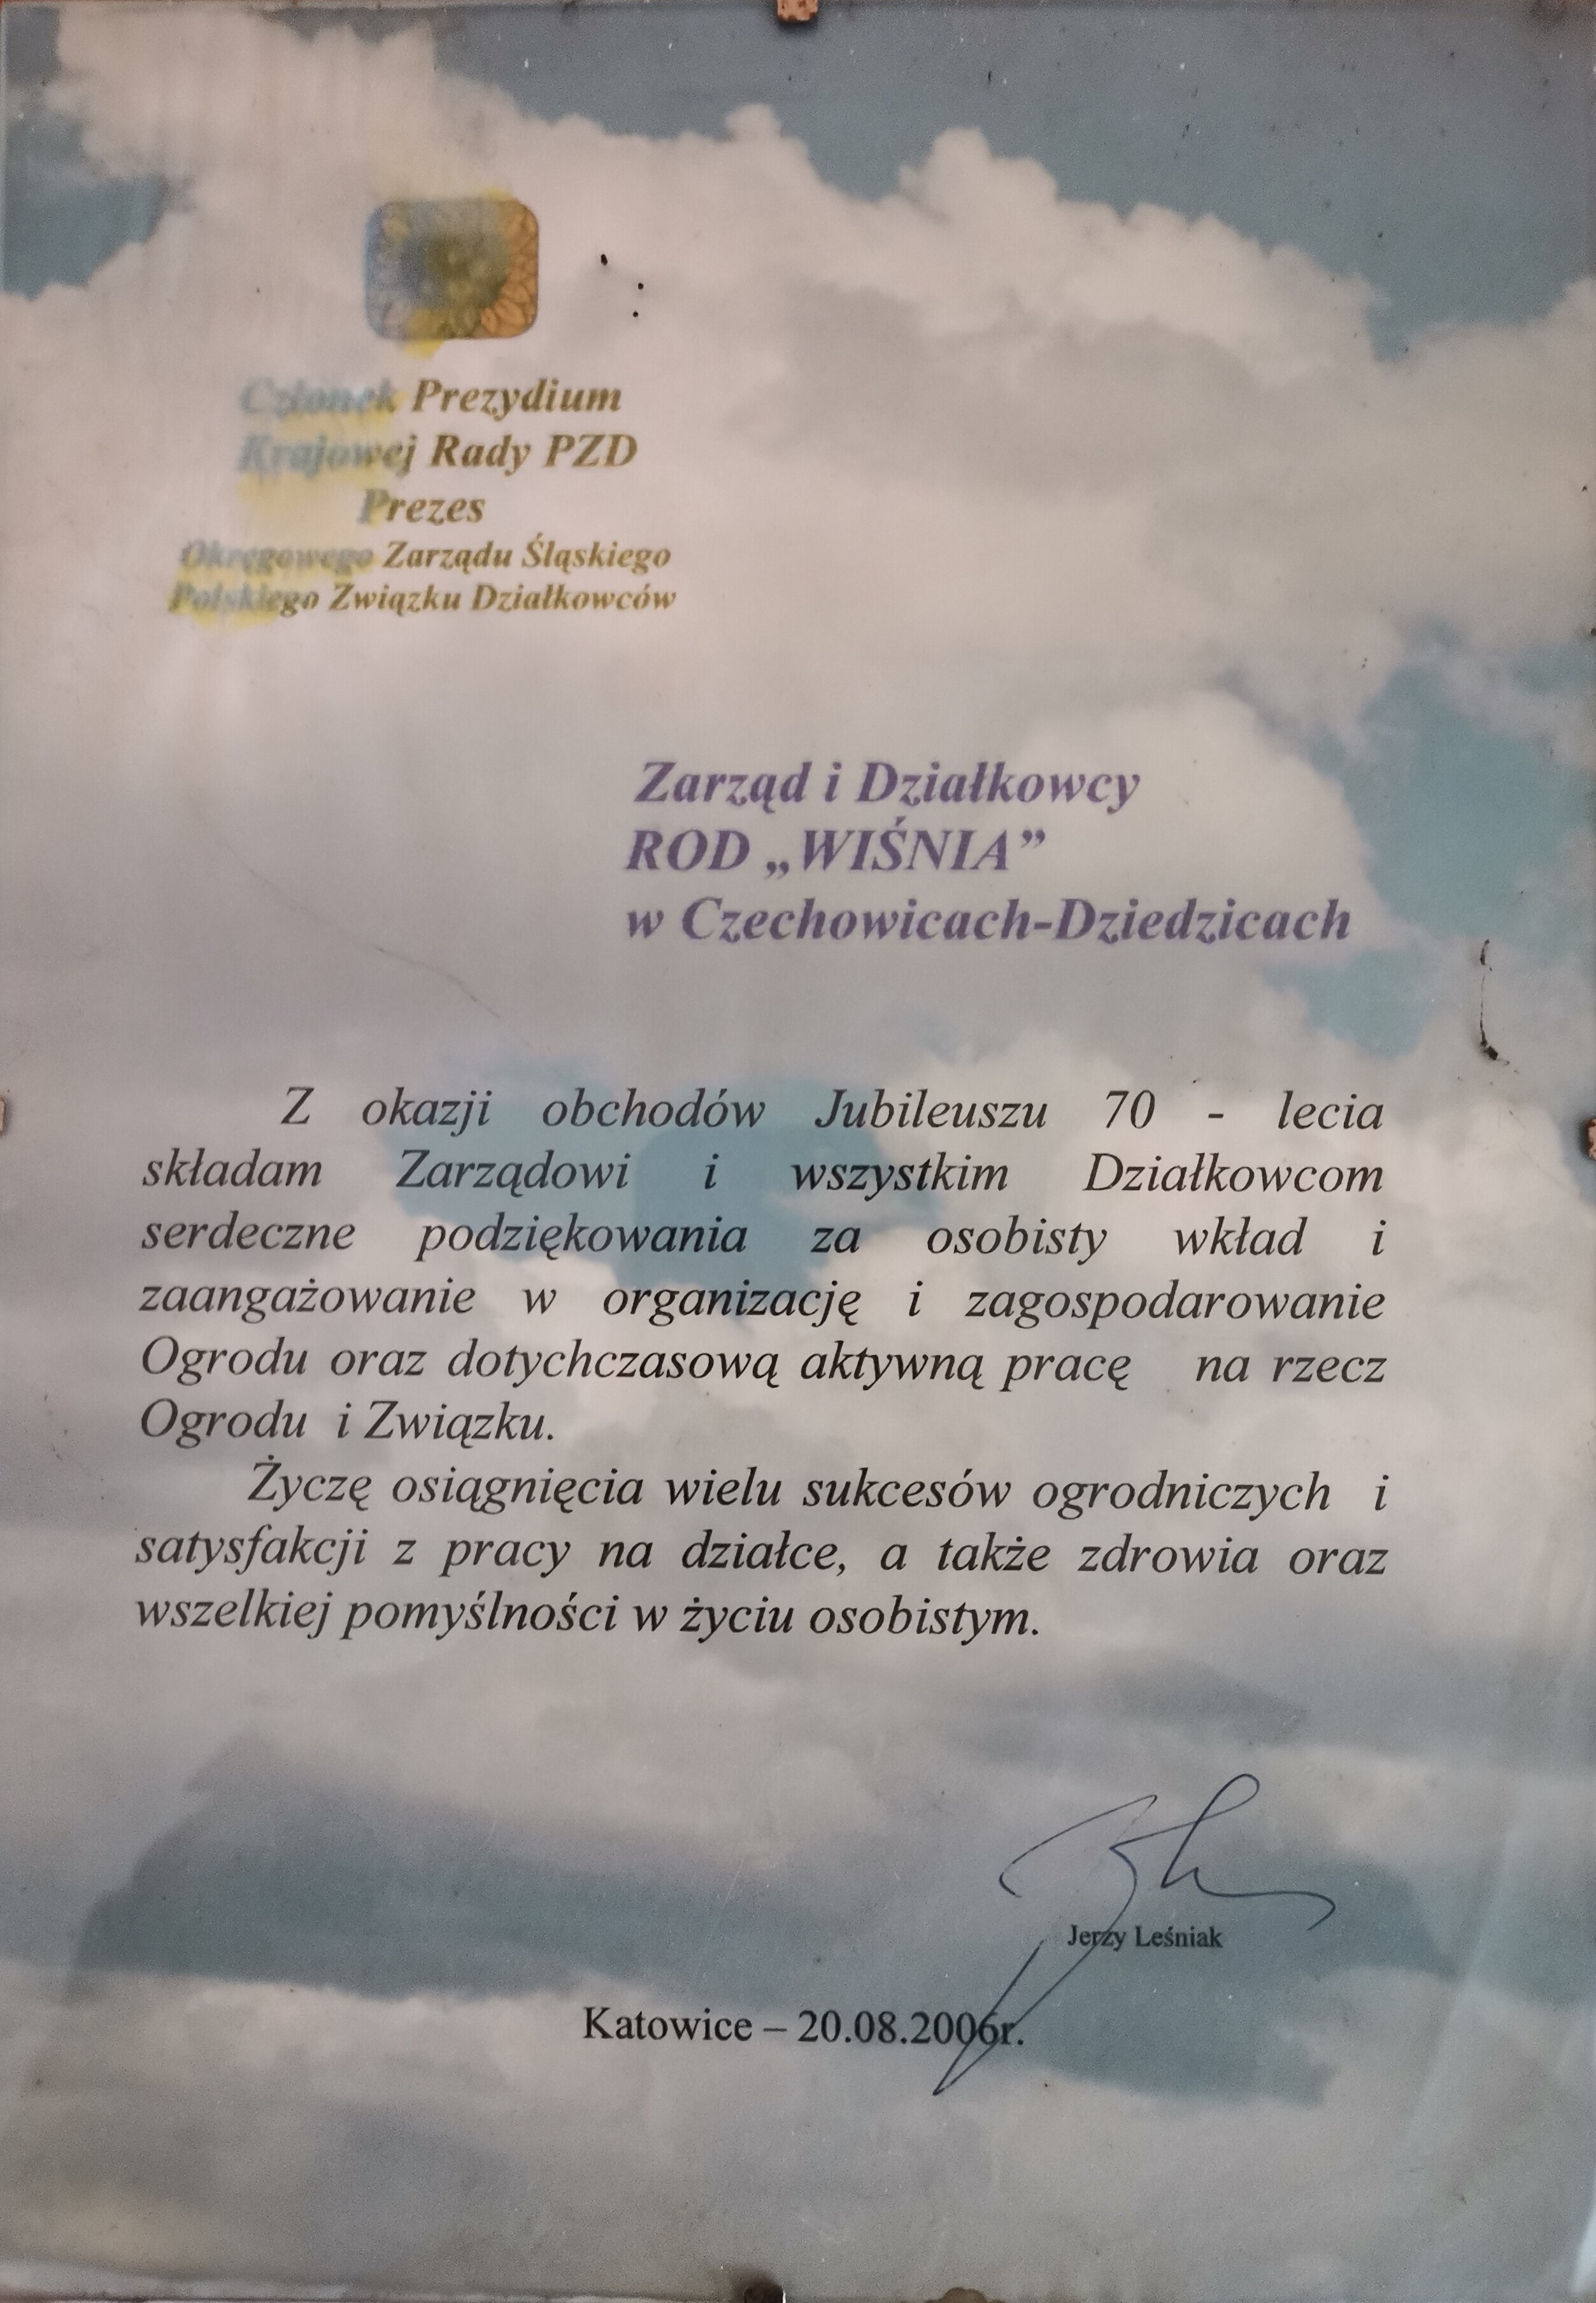 Członek Prezydium
Krajowej Rady PZD
Prezes
Okręgowego Zarządu Śląskiego
Polskiego Związku Działkowców
Zarząd i Działkowcy
ROD „WIŚNIA”
w Czechowicach-Dziedzicach
Z okazji obchodów Jubileuszu 70 - lecia
składam Zarządowi i wszystkim Działkowcom
serdeczne podziękowania za osobisty wkład i
zaangażowanie w organizację i zagospodarowanie
Ogrodu oraz dotychczasową aktywną pracę na rzecz
Ogrodu i Związku.
Życzę osiągnięcia wielu sukcesów ogrodniczych i
satysfakcji z pracy na działce, a także zdrowia oraz
wszelkiej pomyślności w życiu osobistym.
Jerzy Leśniak
Katowice – 20.08.2006r.